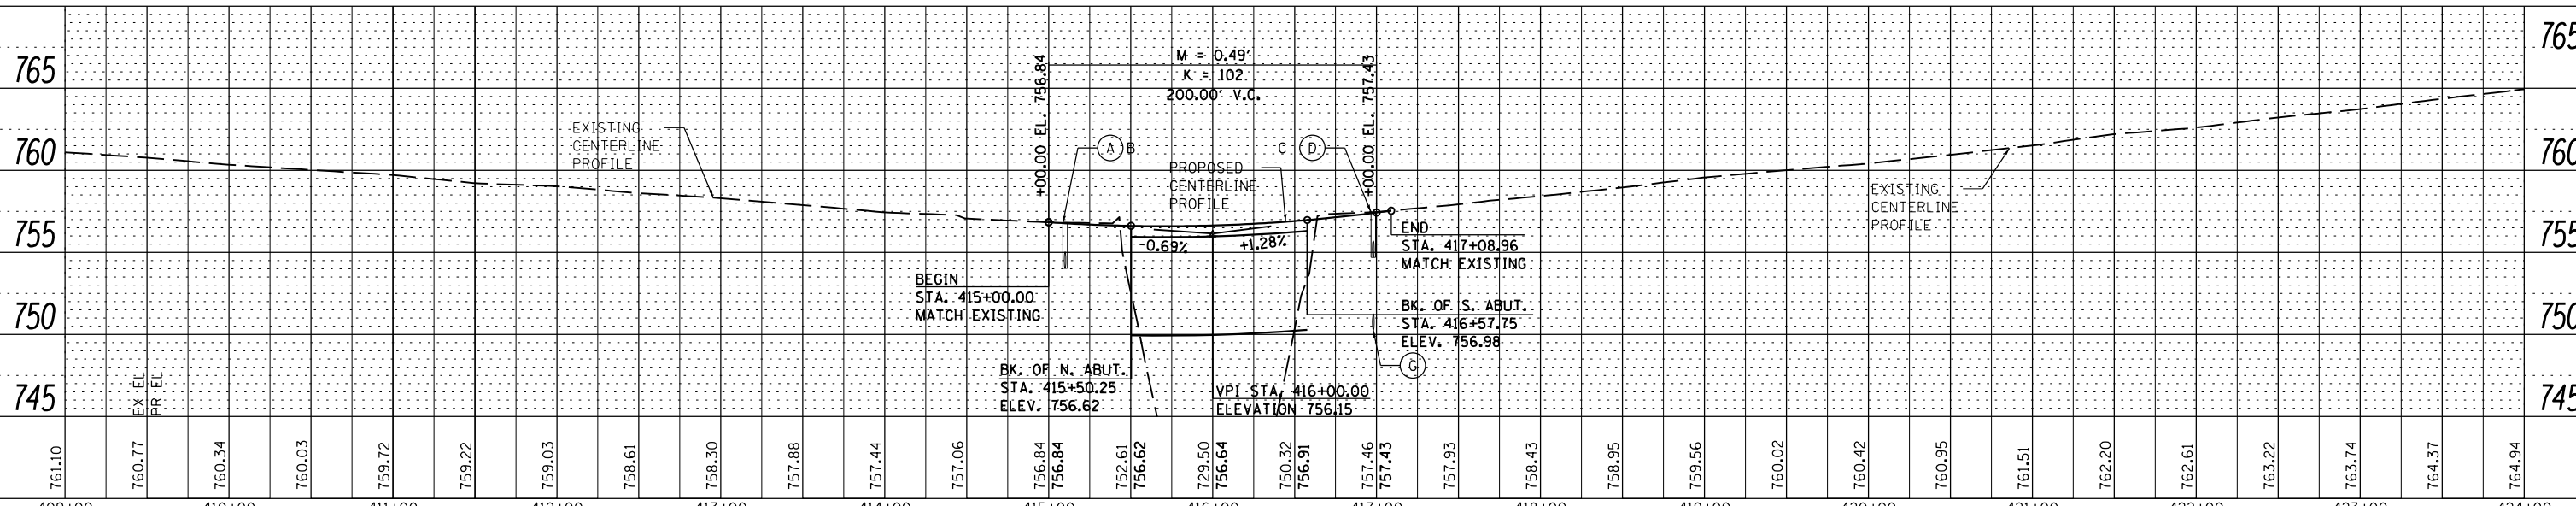 765
765
760
760
755
755
750
750
745
745
M = 0.49'
K = 102
200.00' V.C.
+00.00 EL. 756.84
+00.00 EL. 757.43
EXISTING
CENTERLINE
PROFILE
A B
C D
PROPOSED
CENTERLINE
PROFILE
EXISTING
CENTERLINE
PROFILE
-0.69%
+1.28%
END
STA. 417+08.96
MATCH EXISTING
BEGIN
STA. 415+00.00
MATCH EXISTING
BK. OF S. ABUT.
STA. 416+57.75
ELEV. 756.98
G
BK. OF N. ABUT.
STA. 415+50.25
ELEV. 756.62
VPI STA. 416+00.00
ELEVATION 756.15
EX EL
PR EL
761.10
760.77
760.34
760.03
759.72
759.22
759.03
758.61
758.30
757.88
757.44
757.06
756.84
756.84
752.61
756.62
729.50
756.64
750.32
756.91
757.46
757.43
757.93
758.43
758.95
759.56
760.02
760.42
760.95
761.51
762.20
762.61
763.22
763.74
764.37
764.94